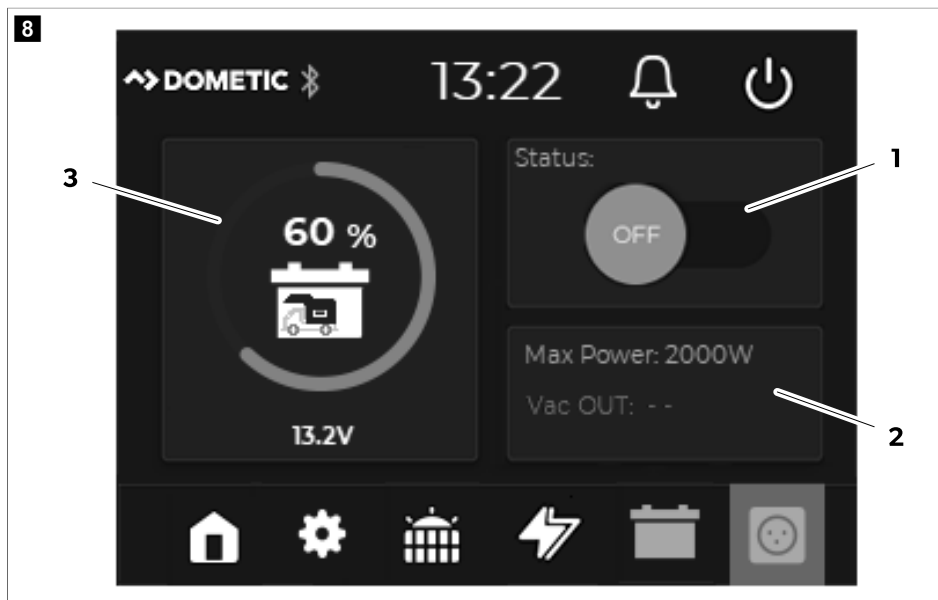 8
DOMETIC 13:22
3
60 %
13.2V
Status:
OFF
1
Max Power: 2000W
Vac OUT: - -
2